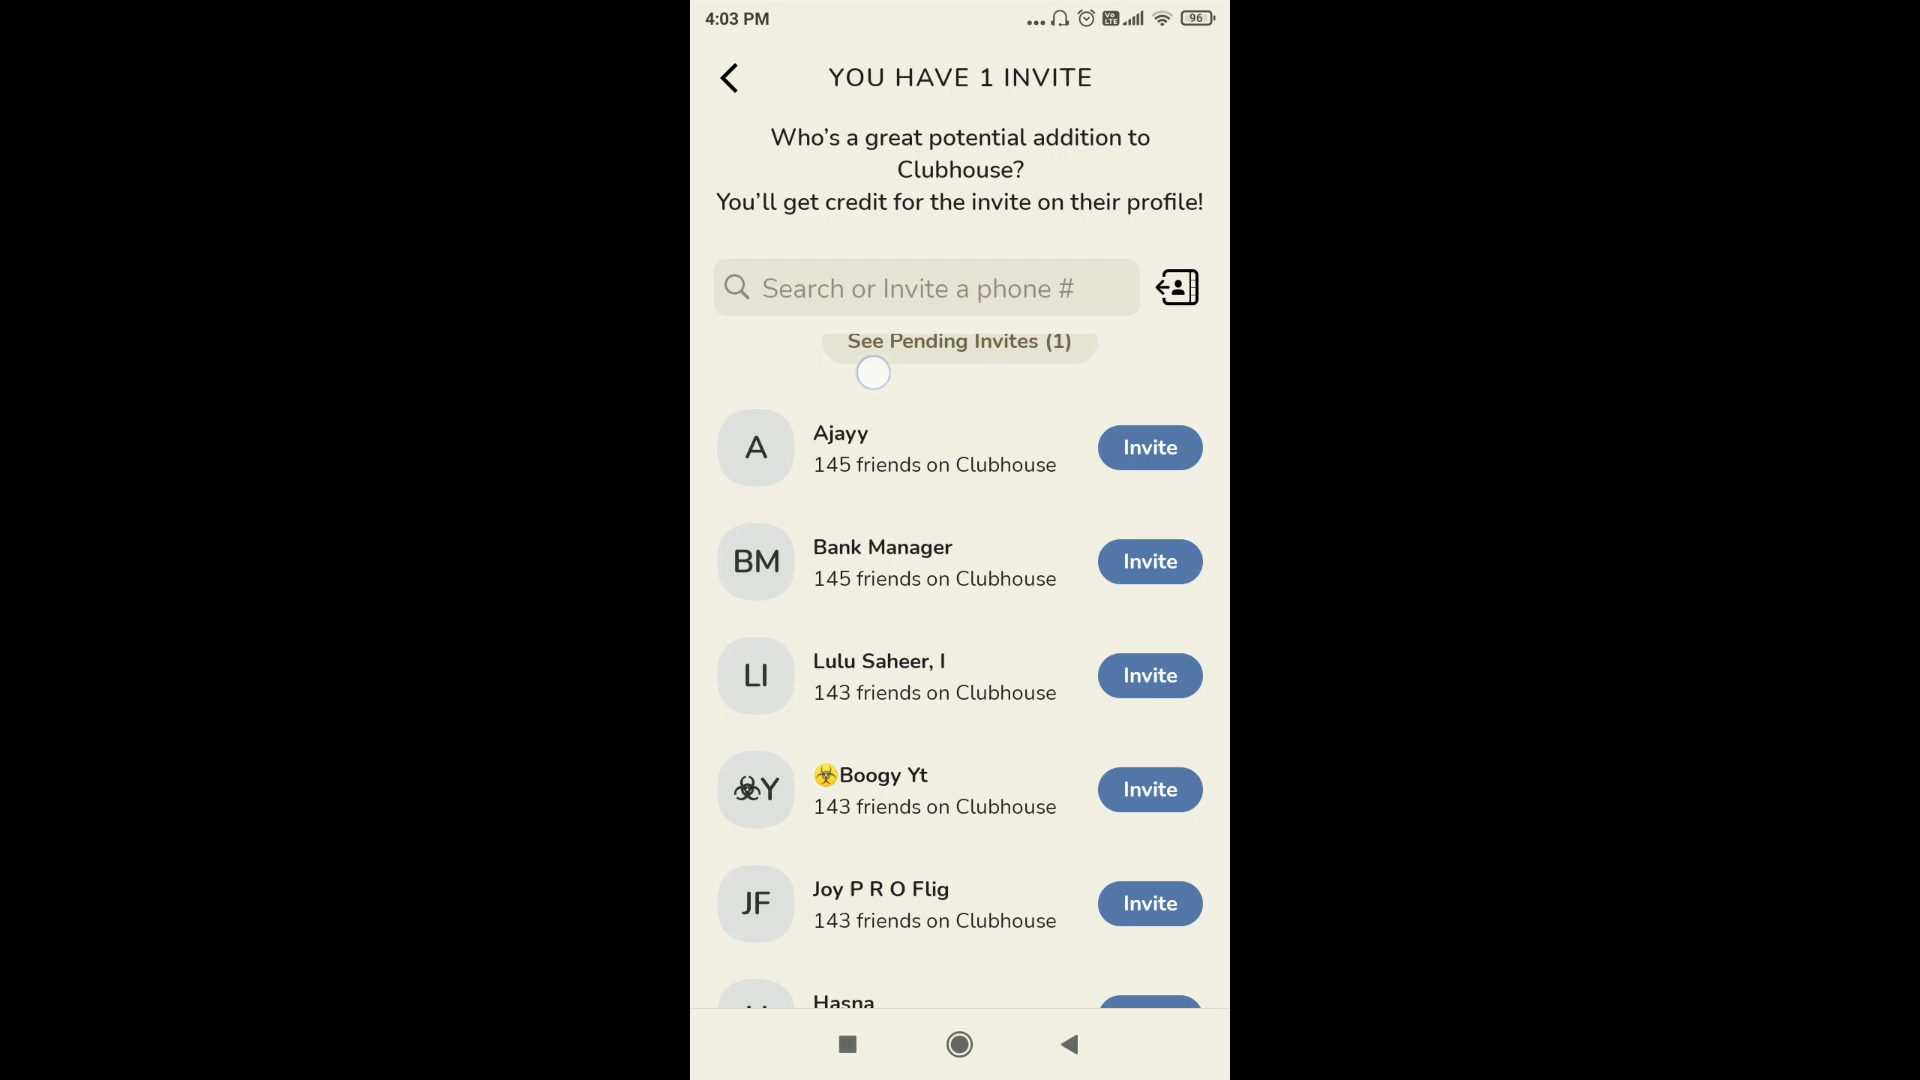 4:03 PM
Vo LTE
96
YOU HAVE 1 INVITE
Who’s a great potential addition to
Clubhouse?
You’ll get credit for the invite on their profile!
Search or Invite a phone #
See Pending Invites (1)
A
Ajayy
145 friends on Clubhouse
Invite
BM
Bank Manager
145 friends on Clubhouse
Invite
LI
Lulu Saheer, I
143 friends on Clubhouse
Invite
☣Y
☣Boogy Yt
143 friends on Clubhouse
Invite
JF
Joy P R O Flig
143 friends on Clubhouse
Invite
Hasna